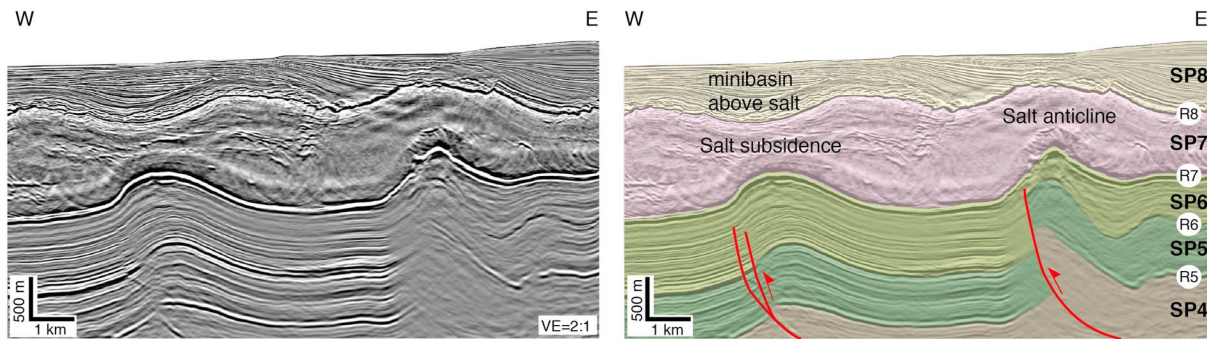 W
E
500 m
1 km
VE=2:1
W
E
SP8
minibasin
above salt
R8
Salt anticline
SP7
Salt subsidence
R7
SP6
R6
SP5
R5
500 m
1 km
SP4